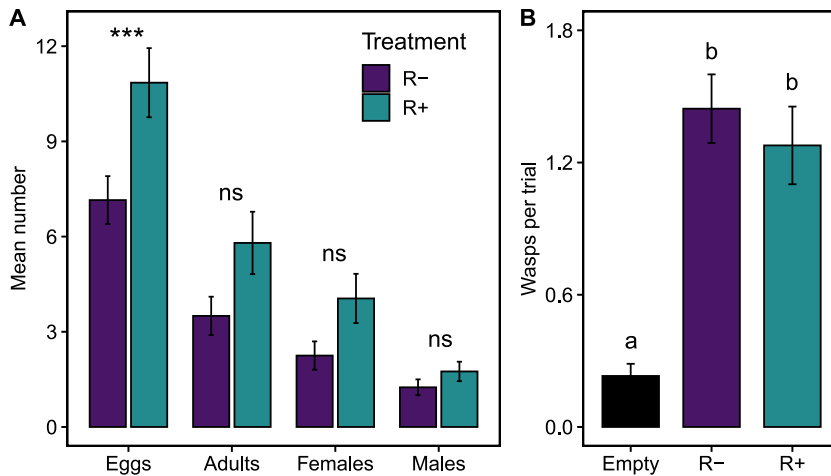 A
Mean number
12
9
6
3
0
***
ns
ns
ns
Treatment
R−
R+
Eggs Adults Females Males
B
Wasps per trial
1.8
1.2
0.6
0.0
a
b
b
Empty R− R+